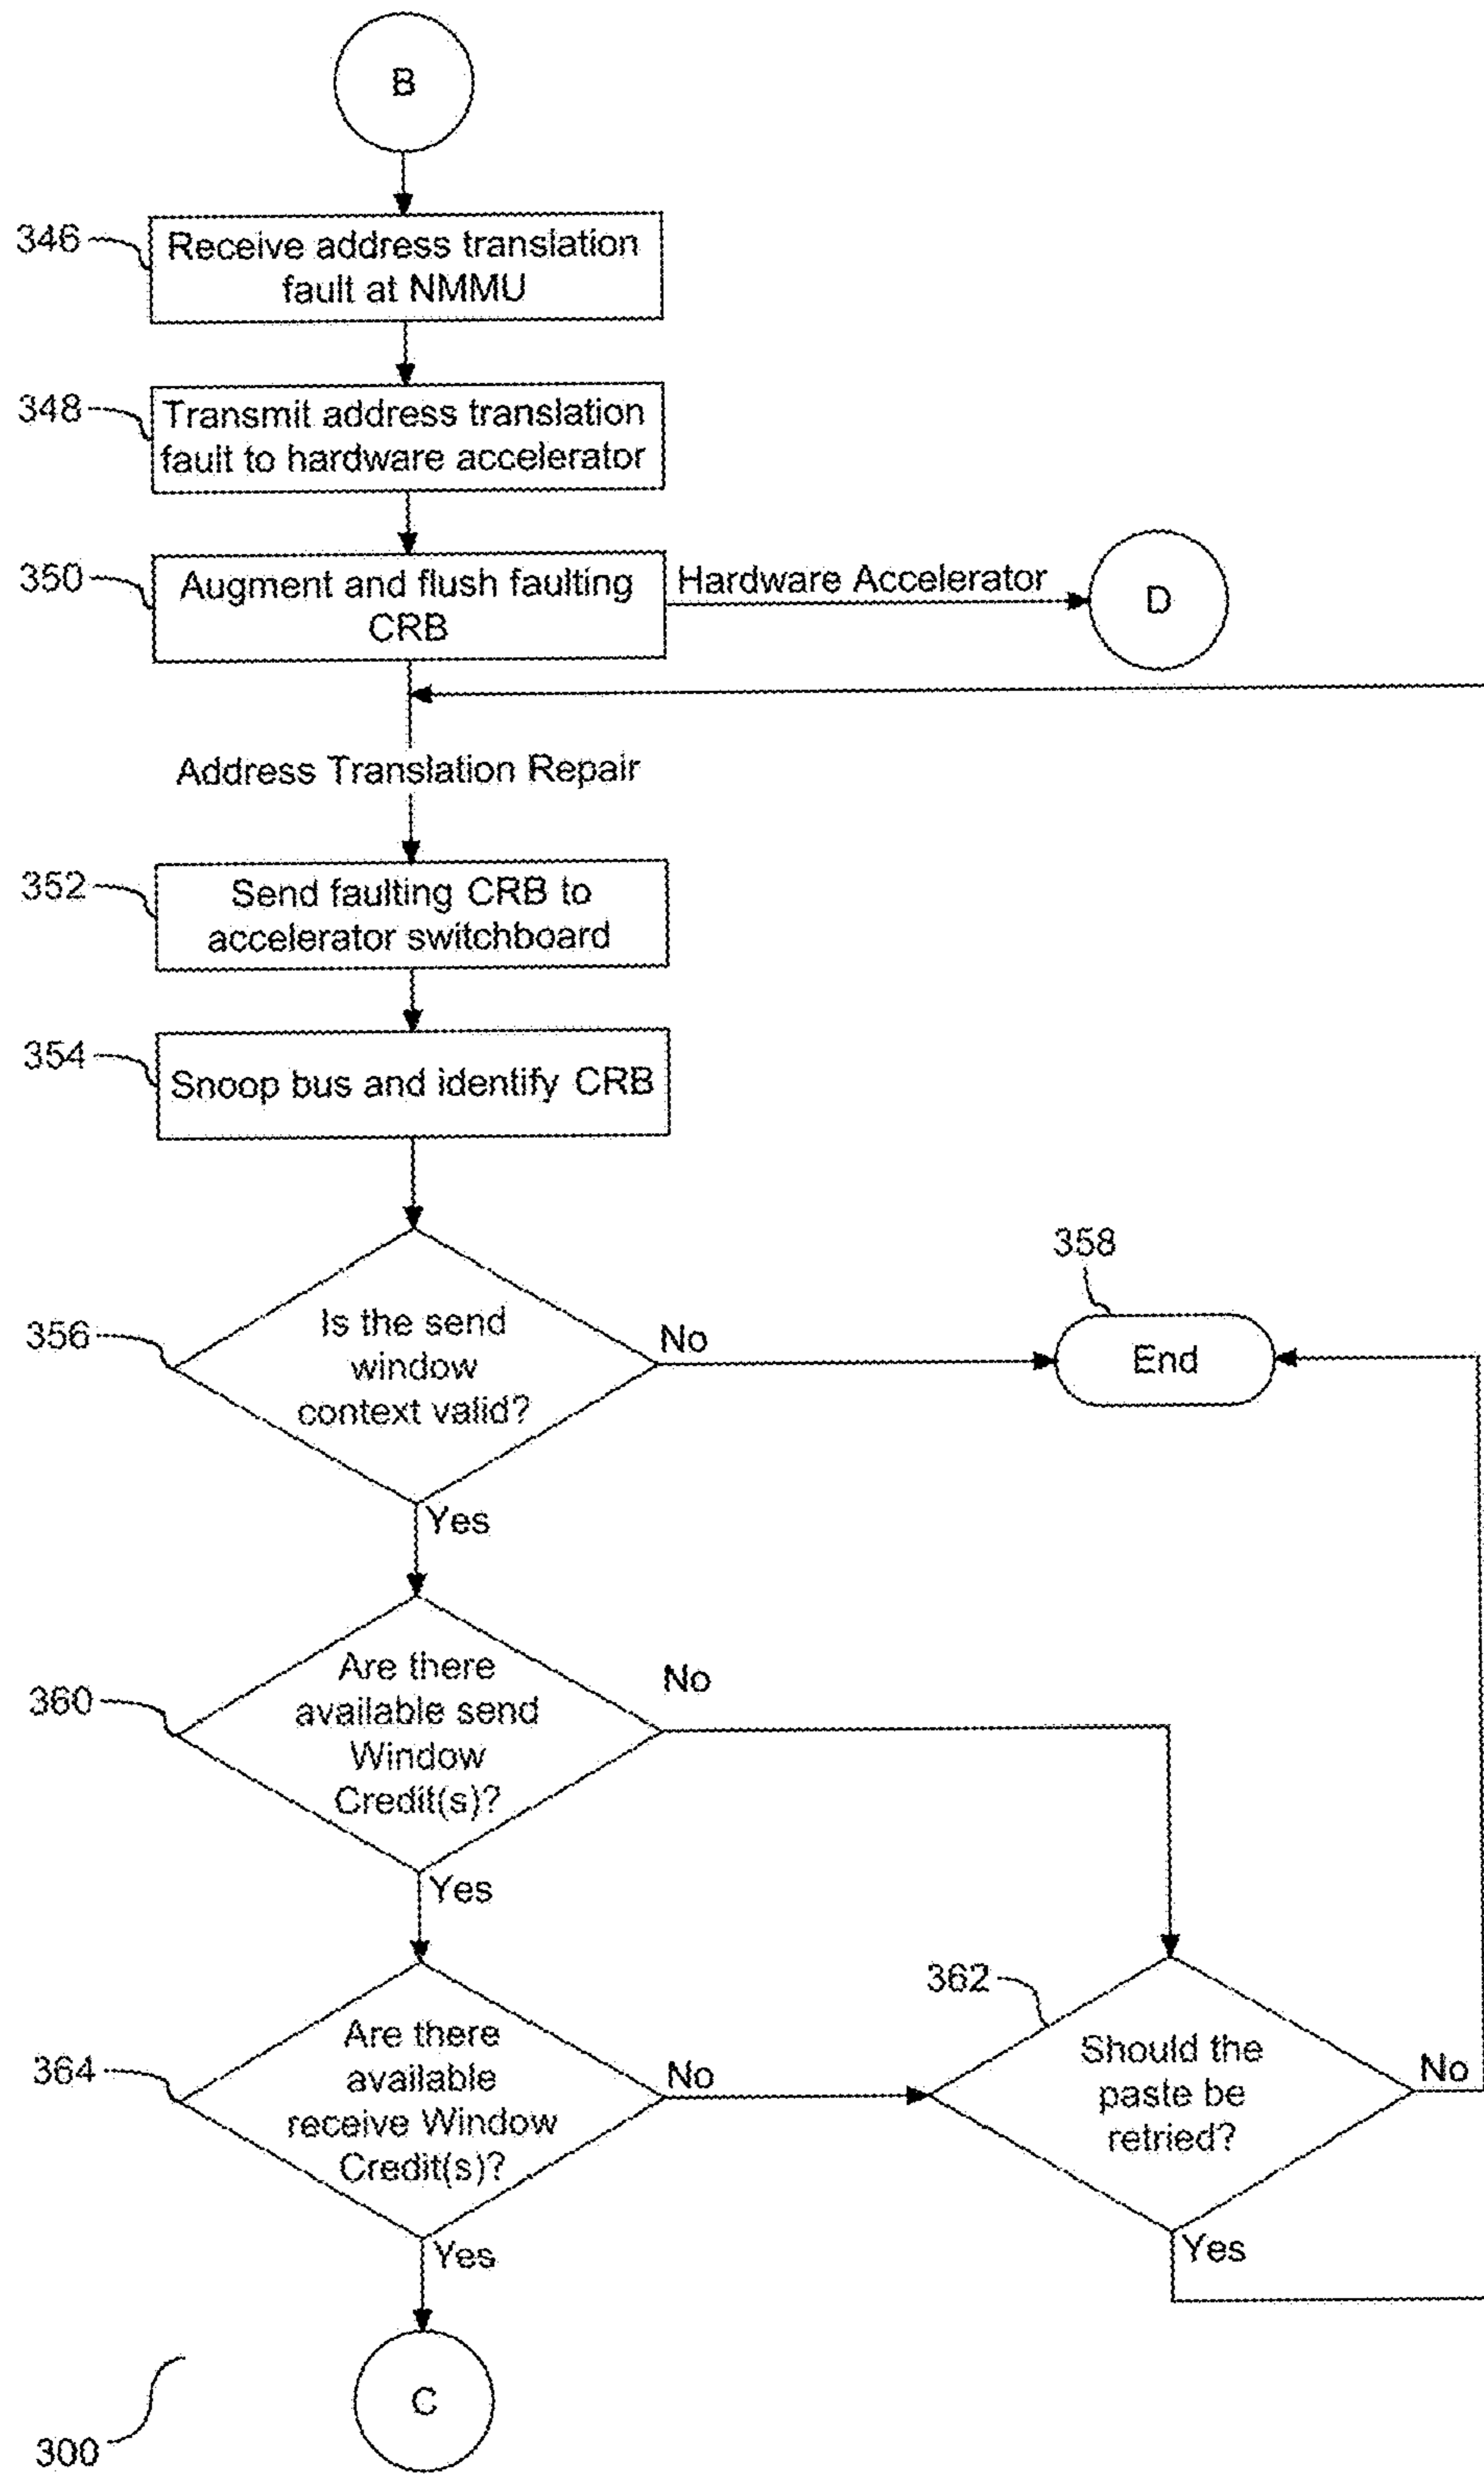 B
346
Receive address translation
fault at NMMU
348
Transmit address translation
fault to hardware accelerator
350
Augment and flush faulting
CRB
Hardware Accelerator
D
Address Translation Repair
352
Send faulting CRB to
accelerator switchboard
354
Snoop bus and identify CRB
356
Is the send
window
context valid?
No
358
End
Yes
360
Are there
available send
Window
Credit(s)?
No
Yes
364
Are there
available
receive Window
Credit(s)?
No
362
Should the
paste be
retried?
No
Yes
Yes
C
300